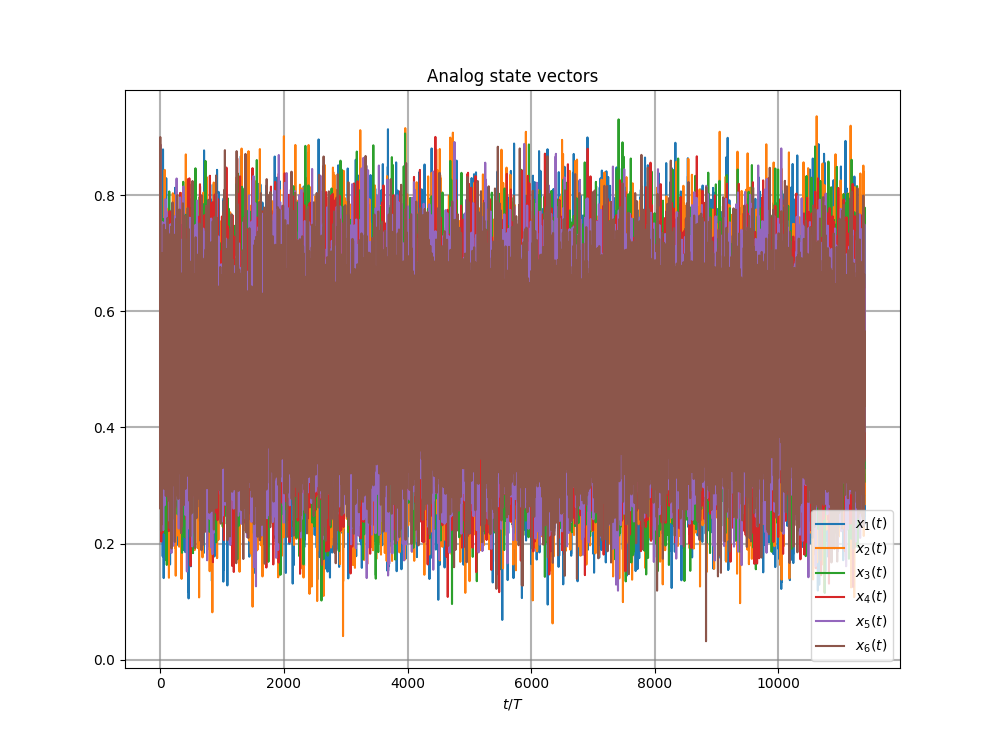 Analog state vectors
0.8
0.6
0.4
0.2
0.0
0 2000 4000 6000 8000 10000
t/T
x₁(t)
x₂(t)
x₃(t)
x₄(t)
x₅(t)
x₆(t)